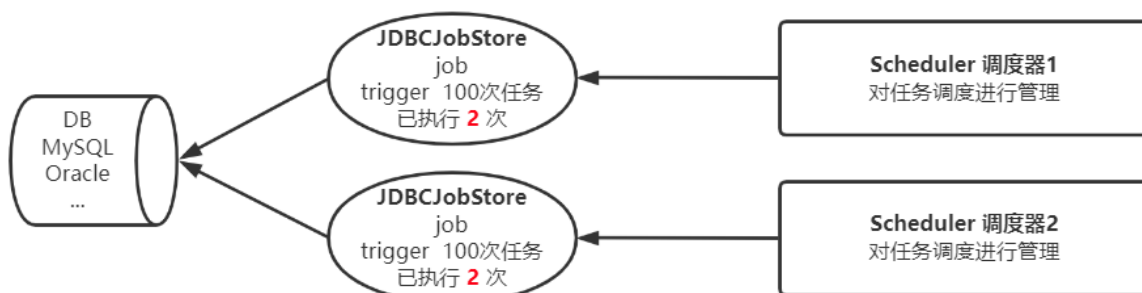 DB
MySQL
Oracle
...
JDBCJobStore
job
trigger 100次任务
已执行 2 次
Scheduler 调度器1
对任务调度进行管理
JDBCJobStore
job
trigger 100次任务
已执行 2 次
Scheduler 调度器2
对任务调度进行管理